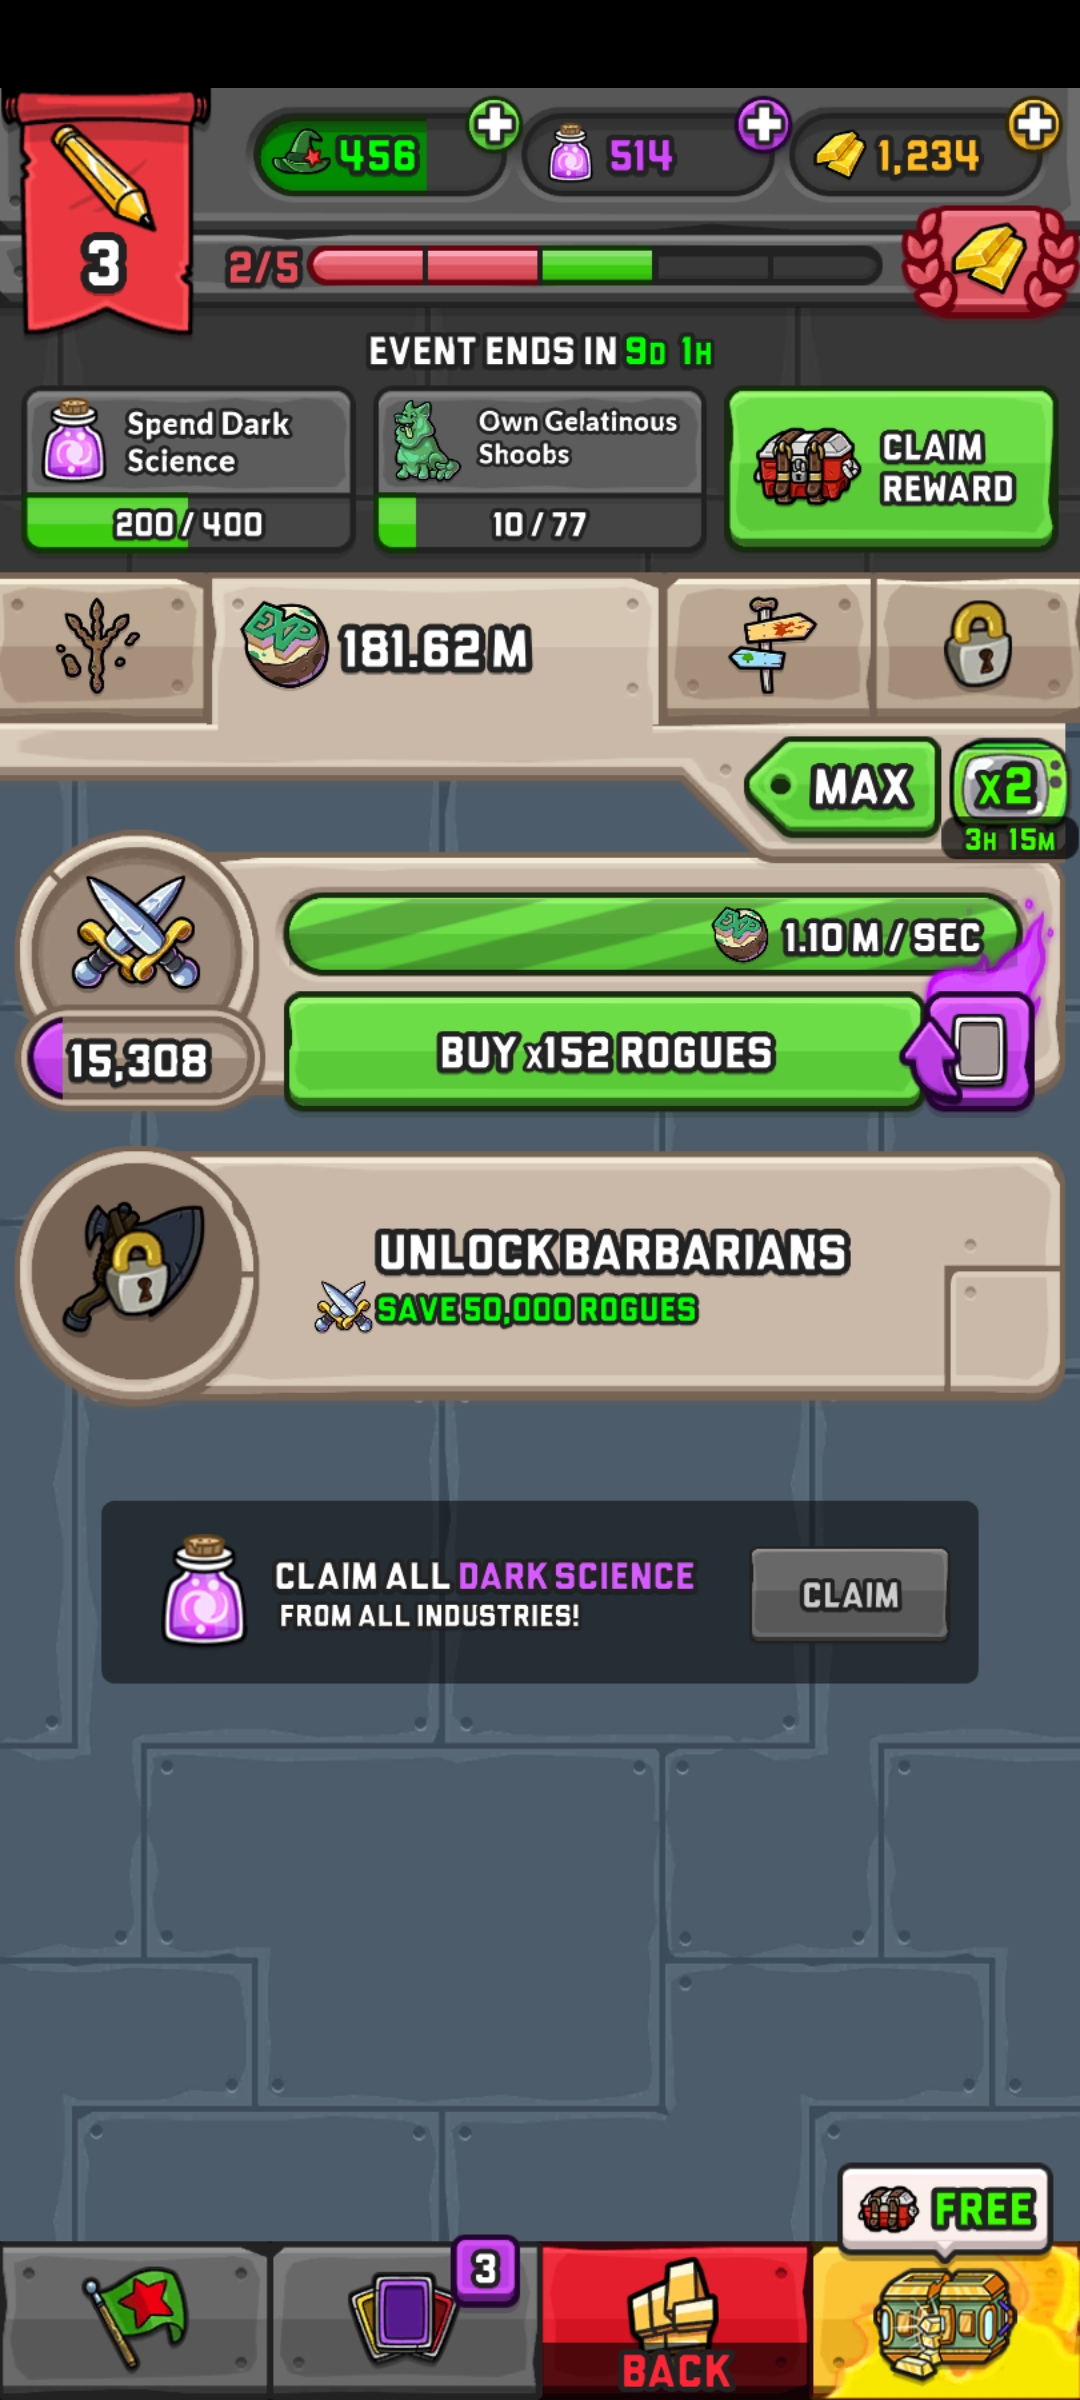 456
514
1,234
3
2/5
EVENT ENDS IN 9D 1H
Spend Dark
Science
200 / 400
Own Gelatinous
Shoobs
10 / 77
CLAIM
REWARD
EXP
181.62 M
MAX
x2
3H 15M
EXP
1.10 M / SEC
15,308
BUY x152 ROGUES
UNLOCK BARBARIANS
SAVE 50,000 ROGUES
CLAIM ALL DARK SCIENCE
FROM ALL INDUSTRIES!
CLAIM
FREE
3
BACK